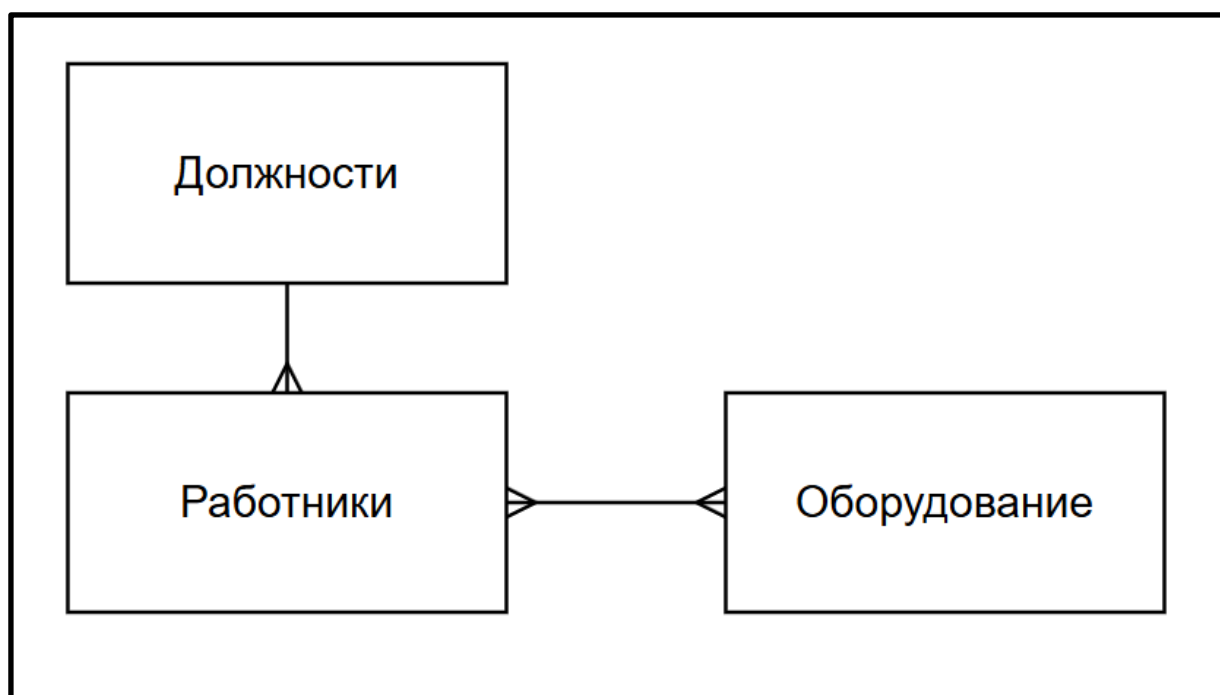 Должности
Работники
Оборудование